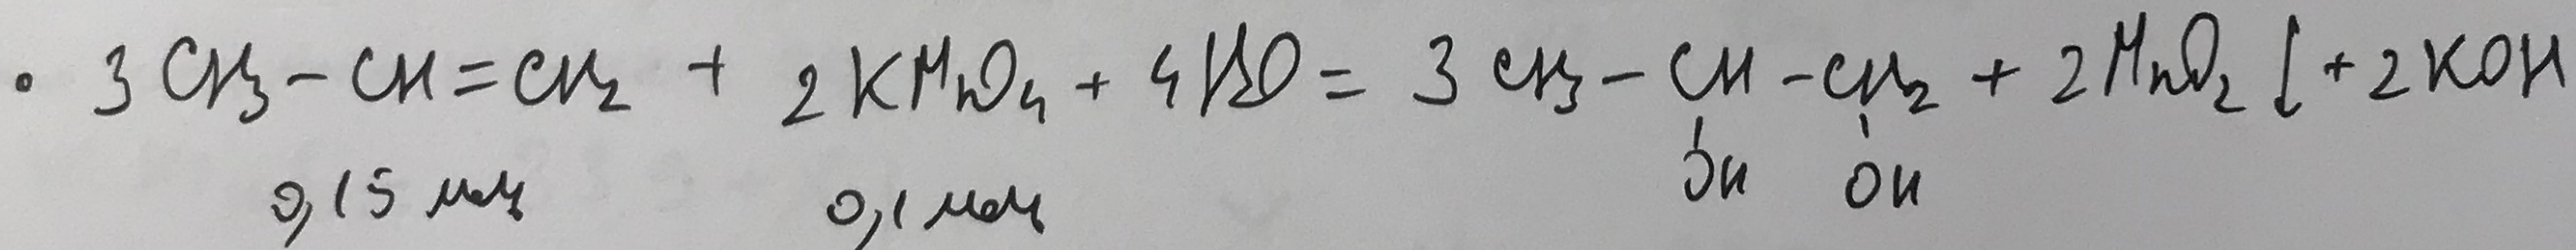 • 3 CH₃ – CH = CH₂ + 2 KMnO₄ + 4 H₂O = 3 CH₃ – CH – CH₂ + 2 MnO₂ ↓ + 2 KOH
OH OH
0,15 моль 0,1 моль